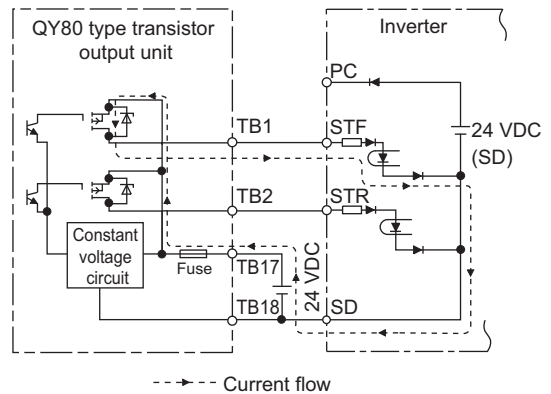 QY80 type transistor
output unit
Inverter
PC
TB1
STF
24 VDC
(SD)
TB2
STR
Constant
voltage
circuit
Fuse
TB17
24 VDC
TB18
SD
Current flow